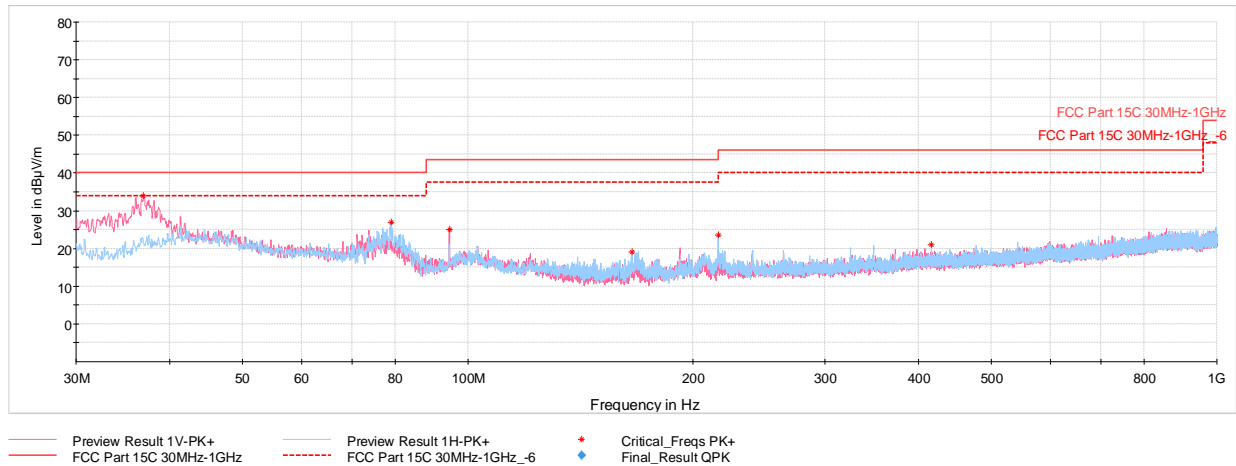 80
70
60
50
40
30
20
10
0
Level in dBµV/m
FCC Part 15C 30MHz-1GHz
FCC Part 15C 30MHz-1GHz_-6
30M 50 60 80 100M 200 300 400 500 800 1G
Frequency in Hz
Preview Result 1V-PK+ Preview Result 1H-PK+ Critical_Freqs PK+
FCC Part 15C 30MHz-1GHz FCC Part 15C 30MHz-1GHz_-6 Final_Result QPK